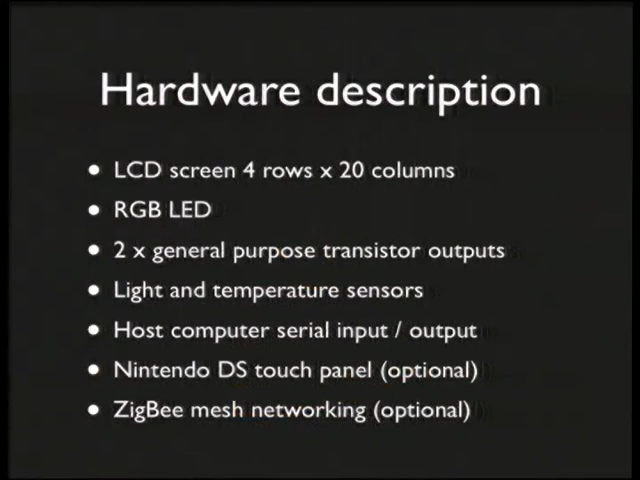 Hardware description
• LCD screen 4 rows x 20 columns
• RGB LED
• 2 x general purpose transistor outputs
• Light and temperature sensors
• Host computer serial input / output
• Nintendo DS touch panel (optional)
• ZigBee mesh networking (optional)